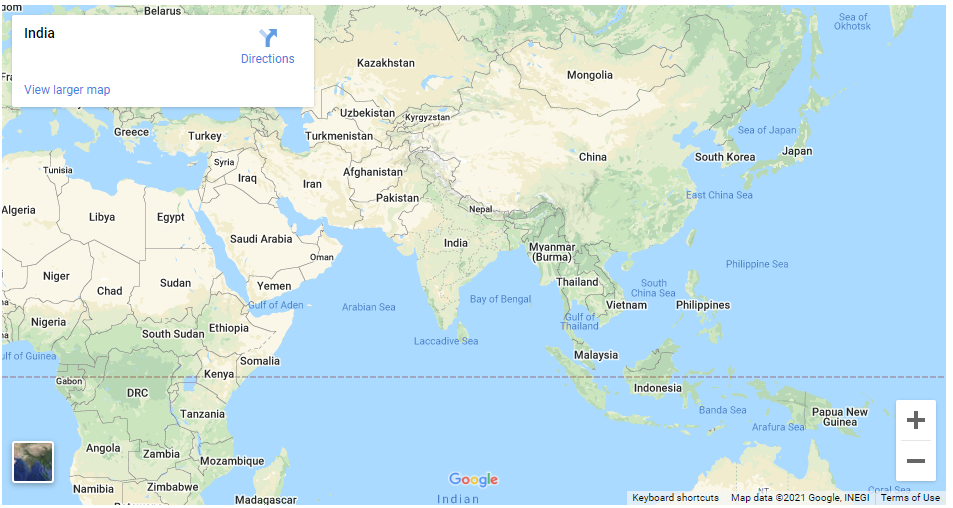 dom
Belarus
Sea of
Okhotsk
India
Directions
View larger map
Kazakhstan
Mongolia
Uzbekistan
Kyrgyzstan
Greece
Turkey
Turkmenistan
Sea of Japan
Japan
South Korea
China
Tunisia
Syria
Afghanistan
Iraq
Iran
Pakistan
East China Sea
Algeria
Libya
Egypt
Nepal
Saudi Arabia
India
Myanmar
(Burma)
Oman
Philippine Sea
Niger
Chad
Sudan
Yemen
Thailand
South
China Sea
Gulf of Aden
Arabian Sea
Bay of Bengal
Vietnam
Philippines
Nigeria
South Sudan
Ethiopia
Gulf of
Thailand
Laccadive Sea
ulf of Guinea
Somalia
Malaysia
Gabon
Kenya
DRC
Indonesia
Tanzania
Banda Sea
Papua New
Guinea
Arafura Sea
Angola
Zambia
Mozambique
Namibia
Zimbabwe
Madagascar
Google
Indian
NT
Coral Sea
Keyboard shortcuts
Map data ©2021 Google, INEGI
Terms of Use